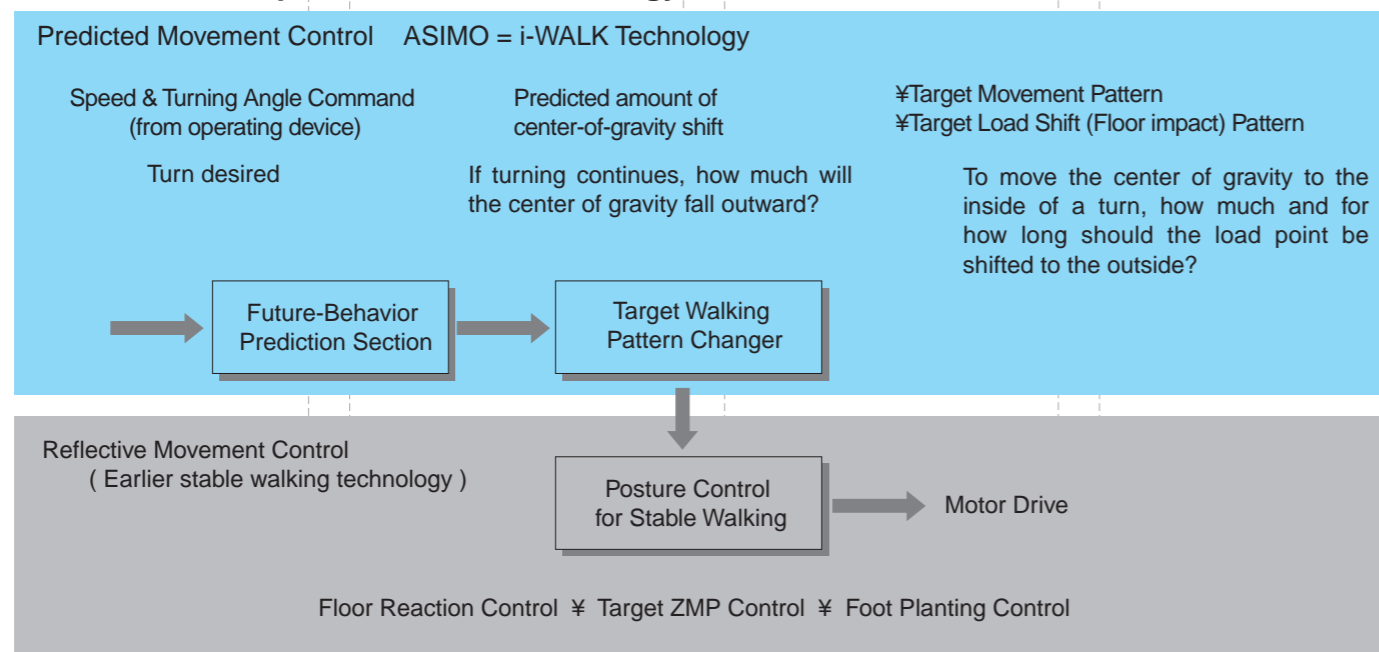 Predicted Movement Control ASIMO = i-WALK Technology
Speed & Turning Angle Command
(from operating device)
Turn desired
Predicted amount of
center-of-gravity shift
If turning continues, how much will
the center of gravity fall outward?
¥Target Movement Pattern
¥Target Load Shift (Floor impact) Pattern
To move the center of gravity to the
inside of a turn, how much and for
how long should the load point be
shifted to the outside?
Future-Behavior
Prediction Section
Target Walking
Pattern Changer
Reflective Movement Control
( Earlier stable walking technology )
Posture Control
for Stable Walking
Motor Drive
Floor Reaction Control ¥ Target ZMP Control ¥ Foot Planting Control